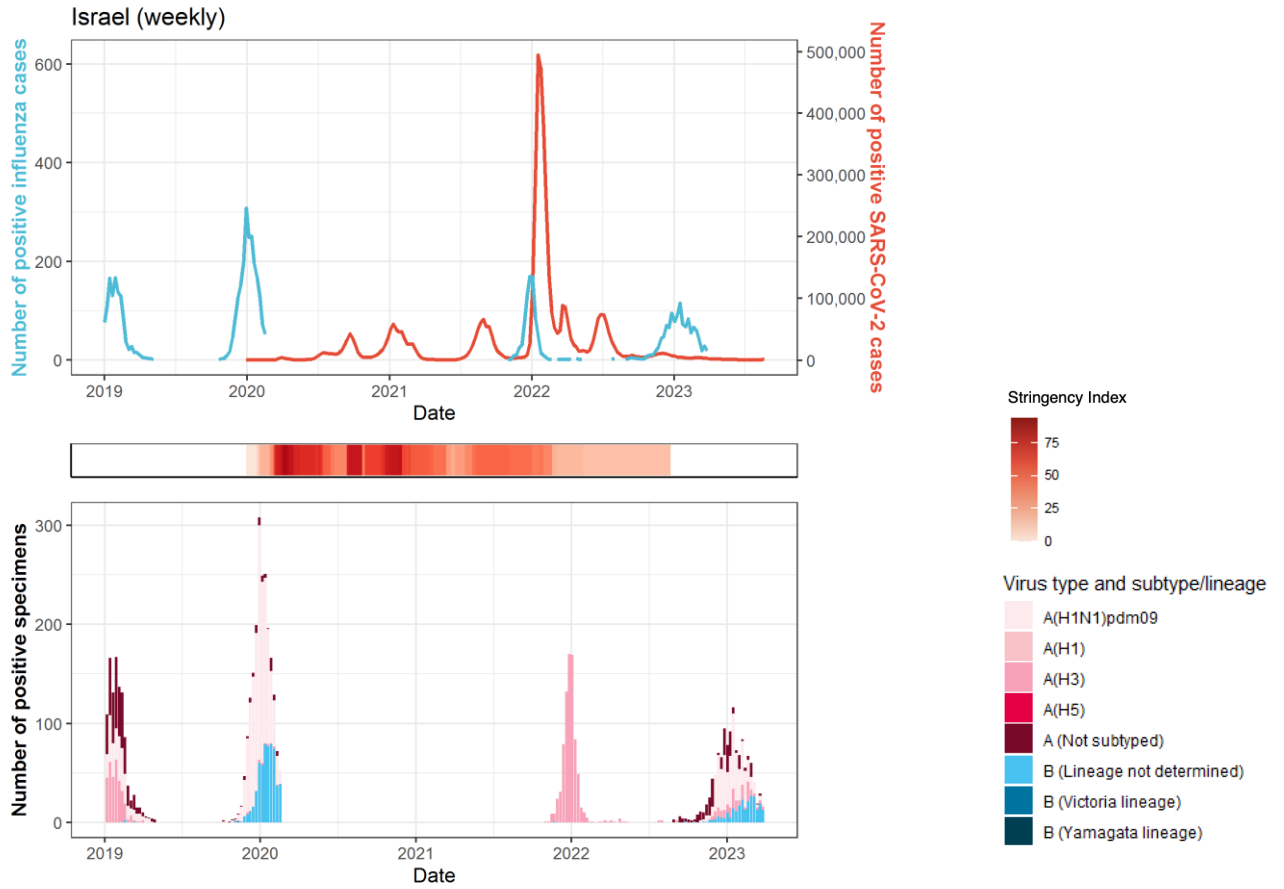 Israel (weekly)
Number of positive influenza cases
600
400
200
0
500,000
400,000
300,000
200,000
100,000
0
Number of positive SARS-CoV-2 cases
2019
2020
2021
2022
2023
Date
Number of positive specimens
300
200
100
0
2019
2020
2021
2022
2023
Date
Stringency Index
75
50
25
0
Virus type and subtype/lineage
A(H1N1)pdm09
A(H1)
A(H3)
A(H5)
A (Not subtyped)
B (Lineage not determined)
B (Victoria lineage)
B (Yamagata lineage)